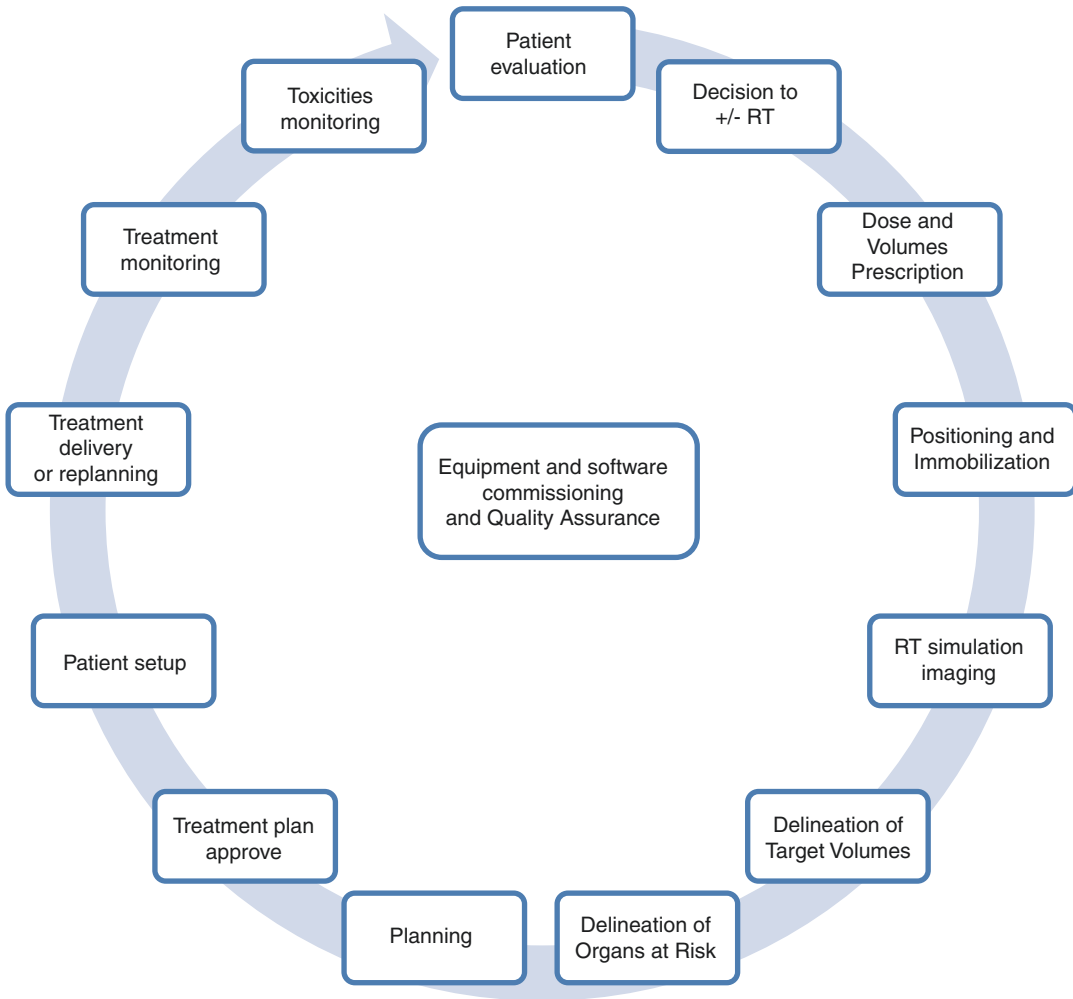 Patient
evaluation
Decision to
+/- RT
Dose and
Volumes
Prescription
Positioning and
Immobilization
RT simulation
imaging
Delineation of
Target Volumes
Delineation of
Organs at Risk
Planning
Treatment plan
approve
Patient setup
Treatment
delivery
or replanning
Treatment
monitoring
Toxicities
monitoring
Equipment and software
commissioning
and Quality Assurance